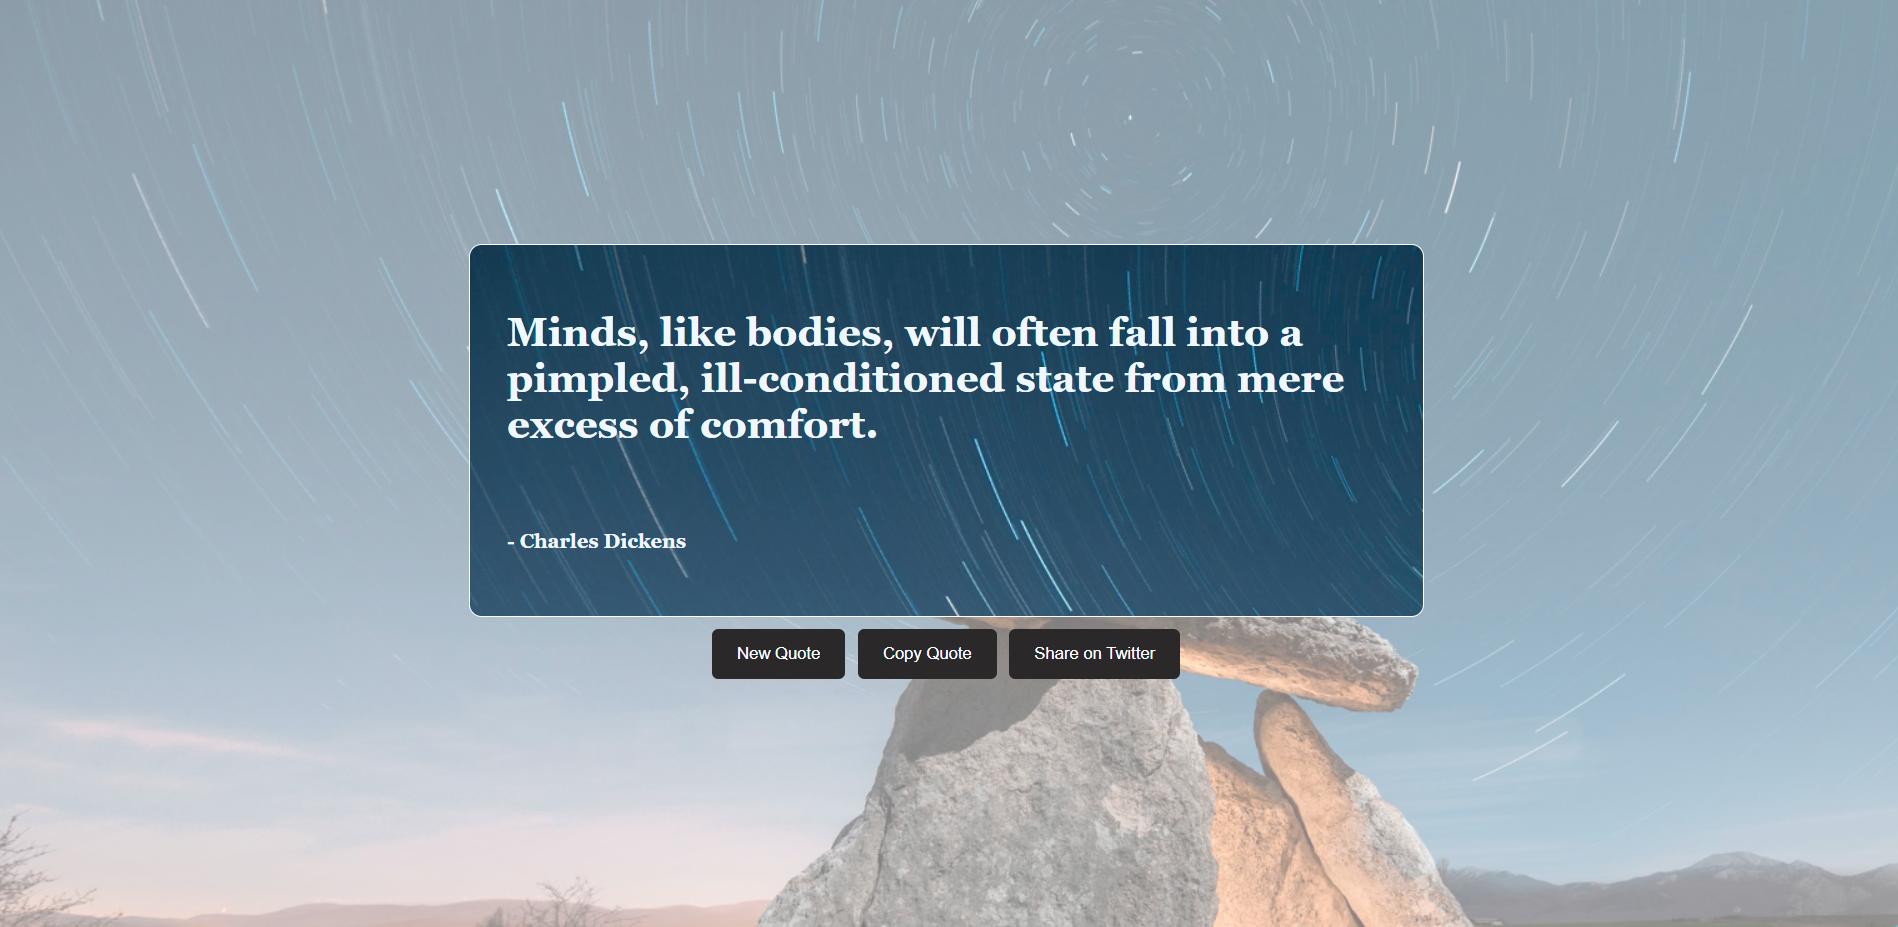 Minds, like bodies, will often fall into a
pimpled, ill-conditioned state from mere
excess of comfort.
- Charles Dickens
New Quote
Copy Quote
Share on Twitter